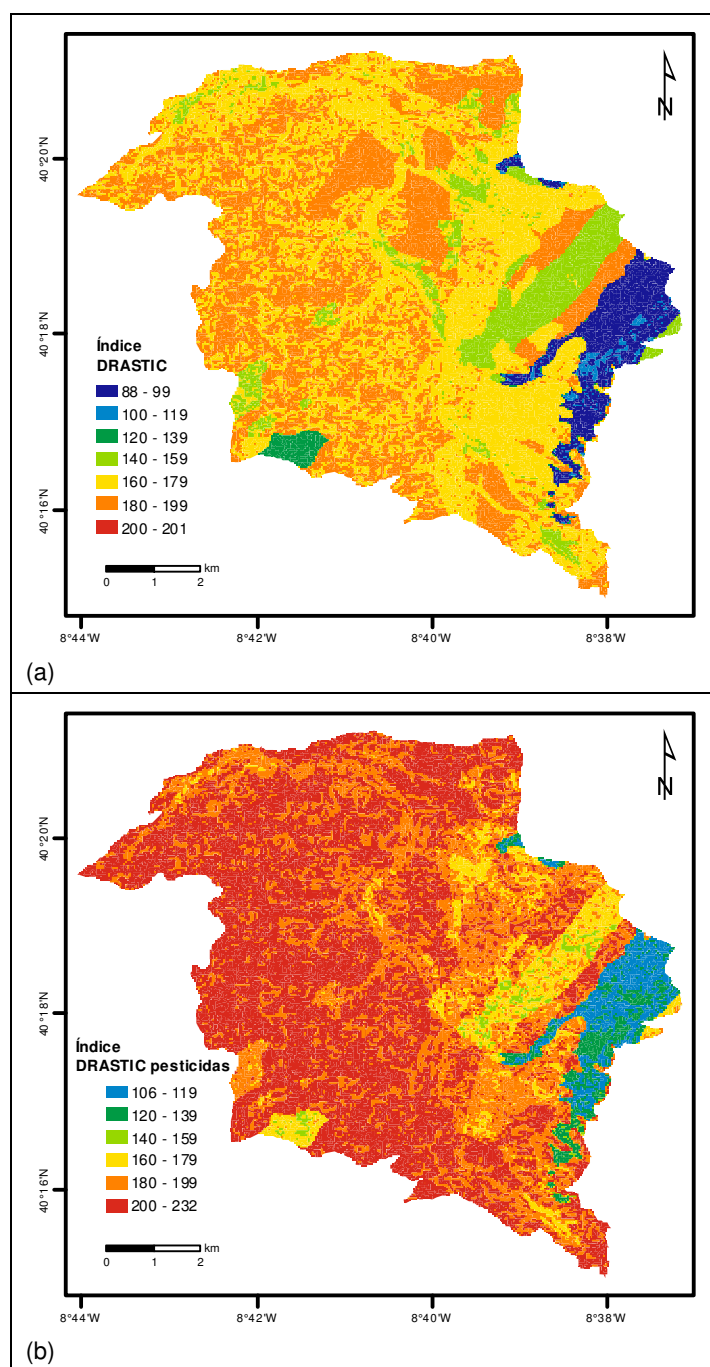 N
40°20'N
40°18'N
40°16'N
Índice
DRASTIC
88 - 99
100 - 119
120 - 139
140 - 159
160 - 179
180 - 199
200 - 201
km
0 1 2
8°44'W 8°42'W 8°40'W 8°38'W
(a)
N
40°20'N
40°18'N
40°16'N
Índice
DRASTIC pesticidas
106 - 119
120 - 139
140 - 159
160 - 179
180 - 199
200 - 232
km
0 1 2
8°44'W 8°42'W 8°40'W 8°38'W
(b)